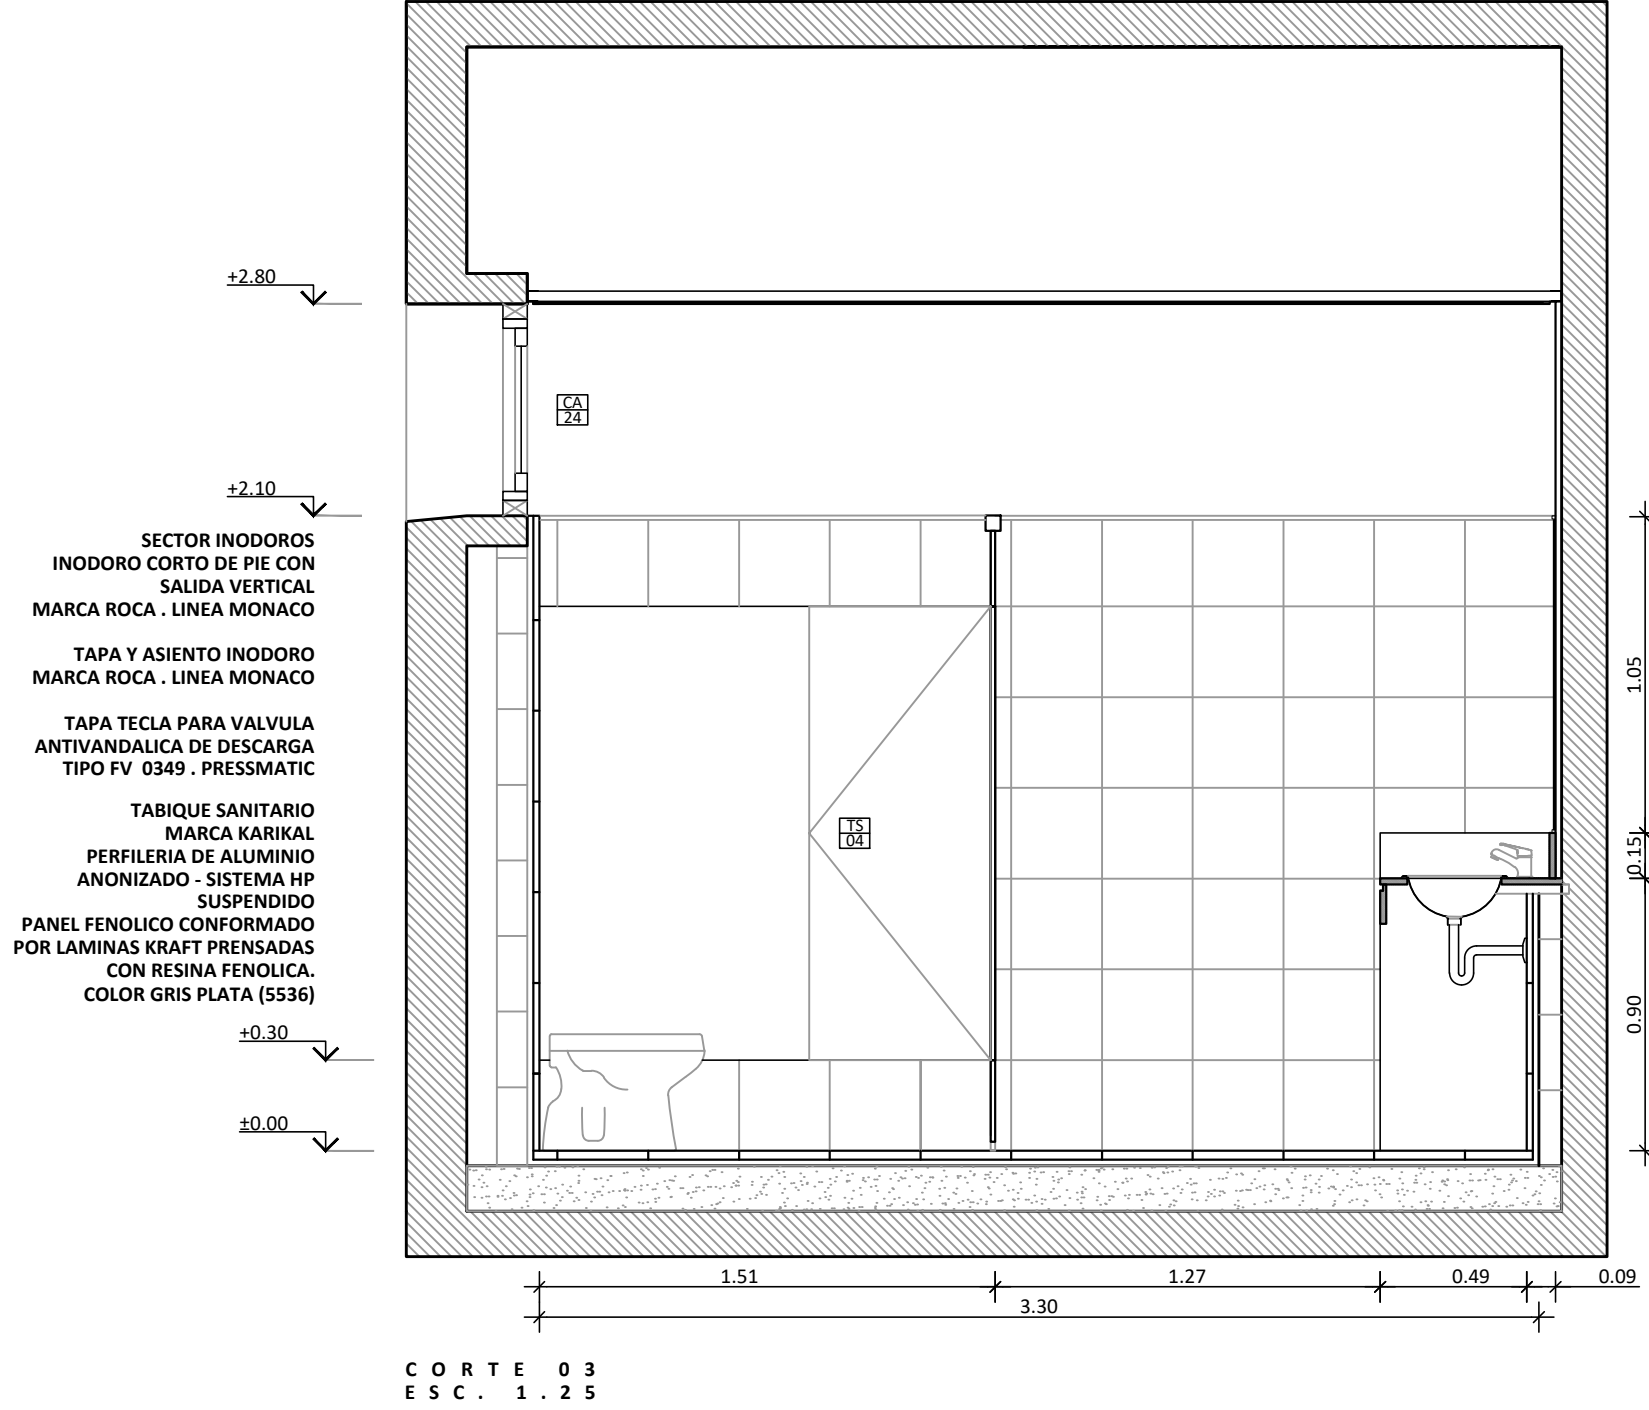 +2.80
CA
24
+2.10
SECTOR INODOROS
INODORO CORTO DE PIE CON
SALIDA VERTICAL
MARCA ROCA . LINEA MONACO
TAPA Y ASIENTO INODORO
MARCA ROCA . LINEA MONACO
TAPA TECLA PARA VALVULA
ANTIVANDALICA DE DESCARGA
TIPO FV 0349 . PRESSMATIC
TABIQUE SANITARIO
MARCA KARIKAL
PERFILERIA DE ALUMINIO
ANONIZADO - SISTEMA HP
SUSPENDIDO
PANEL FENOLICO CONFORMADO
POR LAMINAS KRAFT PRENSADAS
CON RESINA FENOLICA.
COLOR GRIS PLATA (5536)
TS
04
1.05
0.15
0.90
+0.30
±0.00
1.51
1.27
0.49
0.09
3.30
CORTE 03
ESC. 1.25